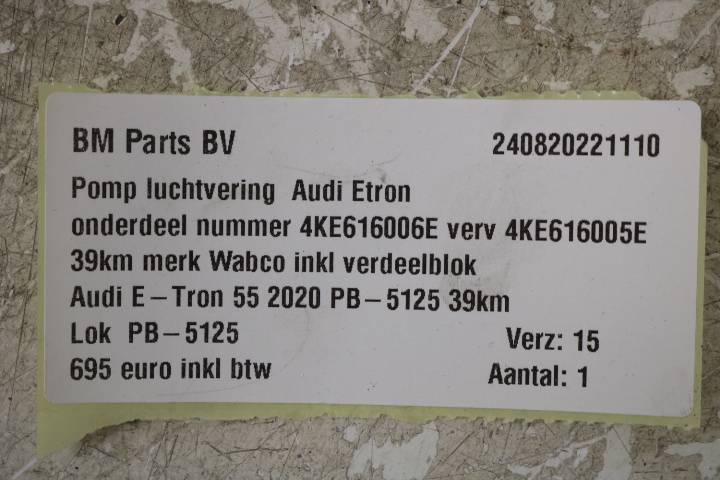 BM Parts BV 240820221110
Pomp luchtvering Audi Etron
onderdeel nummer 4KE616006E verv 4KE616005E
39km merk Wabco inkl verdeelblok
Audi E-Tron 55 2020 PB-5125 39km
Lok PB-5125 Verz: 15
695 euro inkl btw Aantal: 1